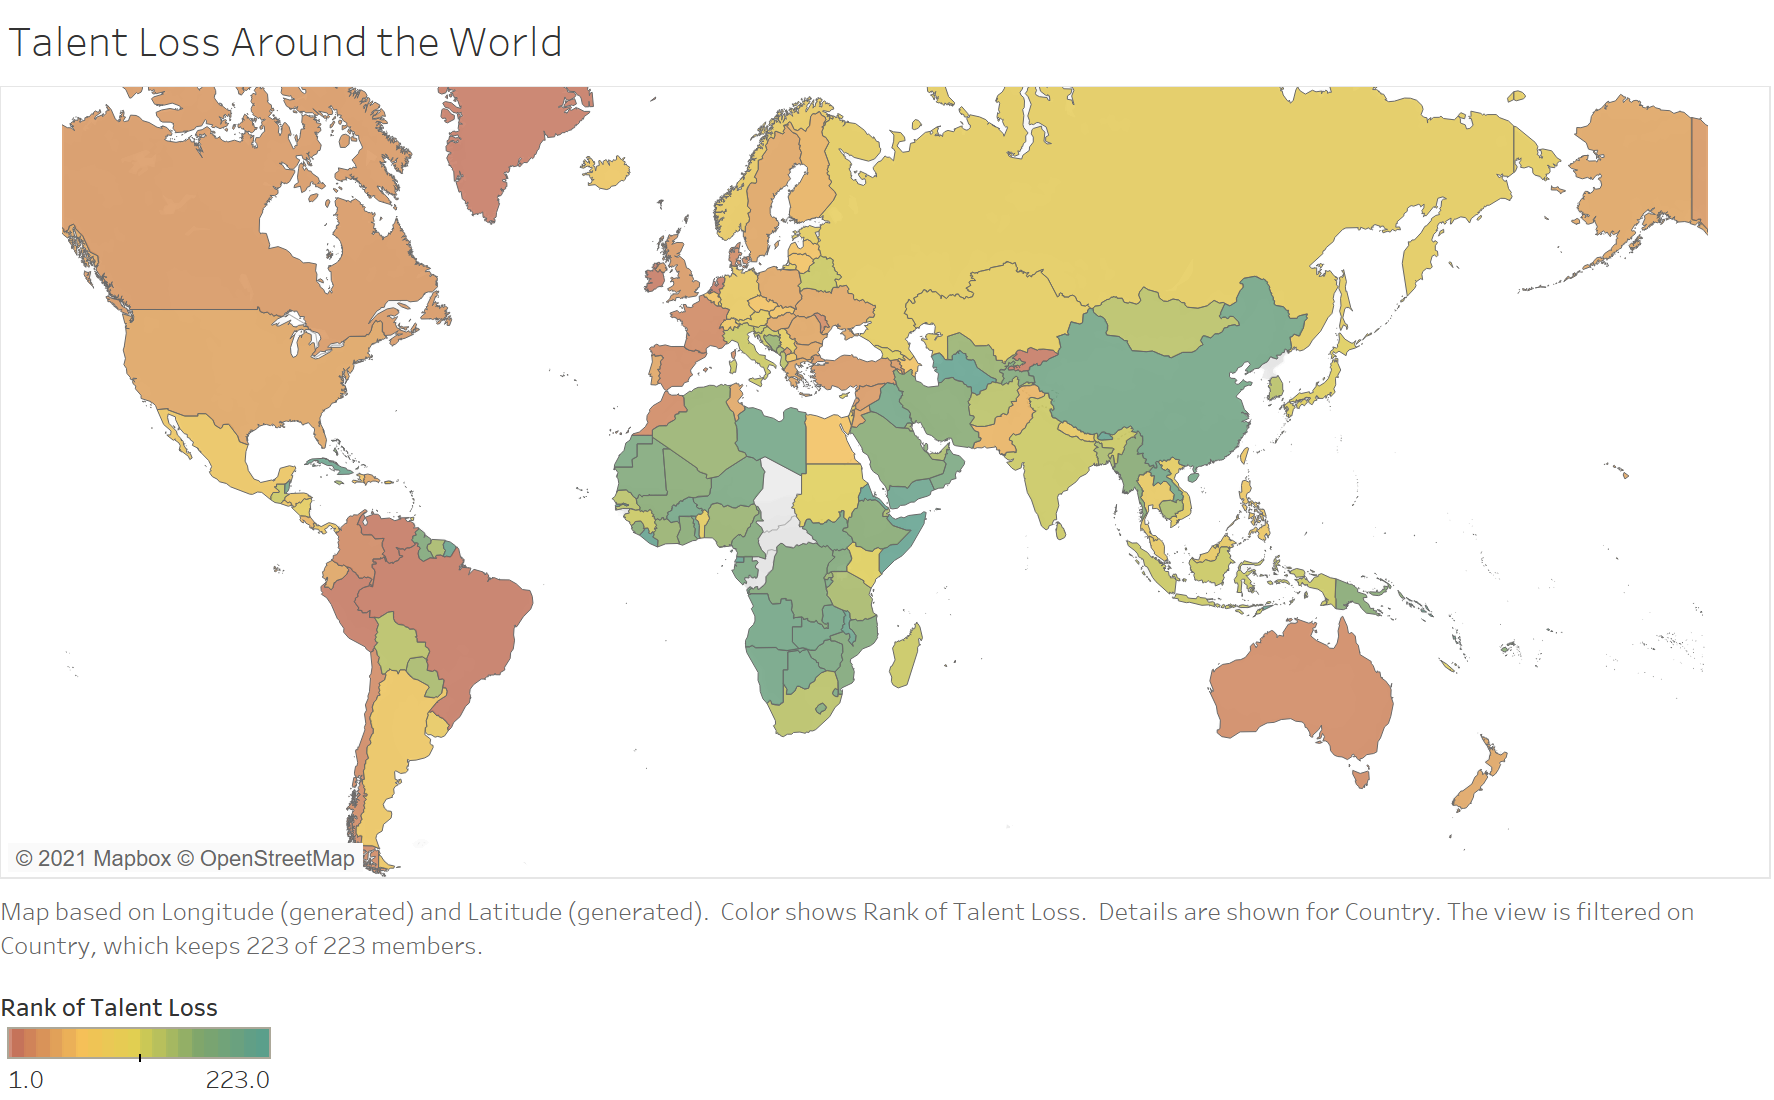 Talent Loss Around the World
© 2021 Mapbox © OpenStreetMap
Map based on Longitude (generated) and Latitude (generated).  Color shows Rank of Talent Loss.  Details are shown for Country. The view is filtered on
Country, which keeps 223 of 223 members.
Rank of Talent Loss
1.0 223.0